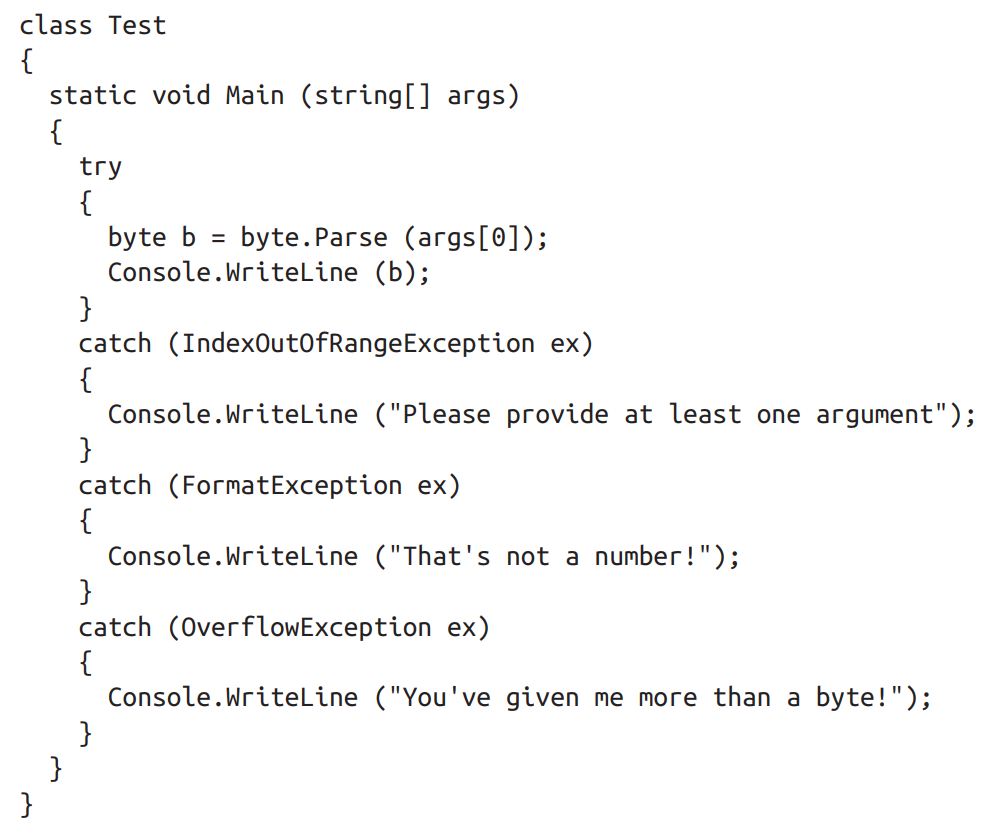 class Test
{
  static void Main (string[] args)
  {
    try
    {
      byte b = byte.Parse (args[0]);
      Console.WriteLine (b);
    }
    catch (IndexOutOfRangeException ex)
    {
      Console.WriteLine ("Please provide at least one argument");
    }
    catch (FormatException ex)
    {
      Console.WriteLine ("That's not a number!");
    }
    catch (OverflowException ex)
    {
      Console.WriteLine ("You've given me more than a byte!");
    }
  }
}